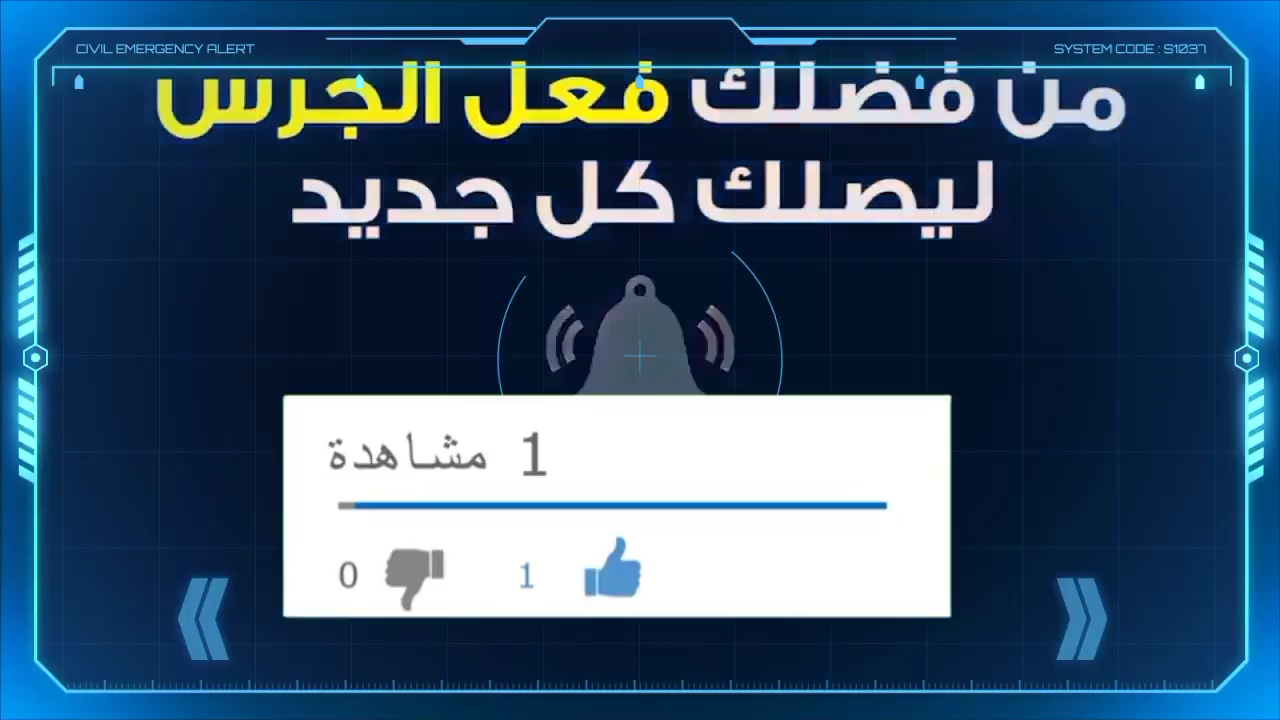 CIVIL EMERGENCY ALERT
SYSTEM CODE : S1037
من فضلك فعل الجرس
ليصلك كل جديد
1 مشاهدة
0 1